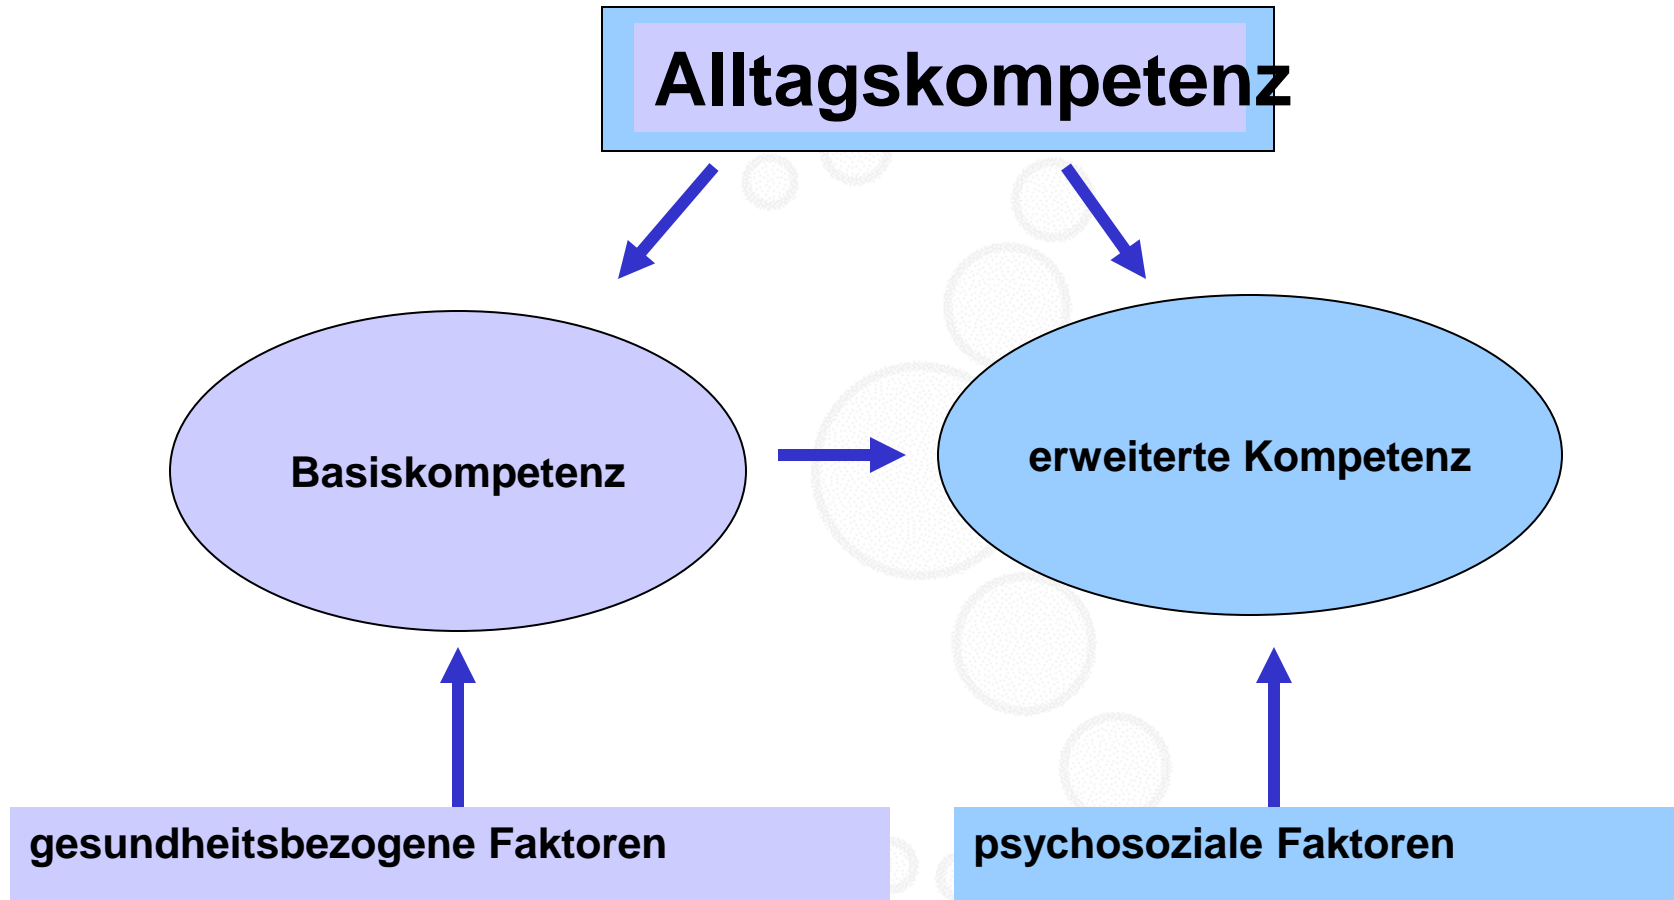 Alltagskompetenz
Basiskompetenz
erweiterte Kompetenz
gesundheitsbezogene Faktoren
psychosoziale Faktoren